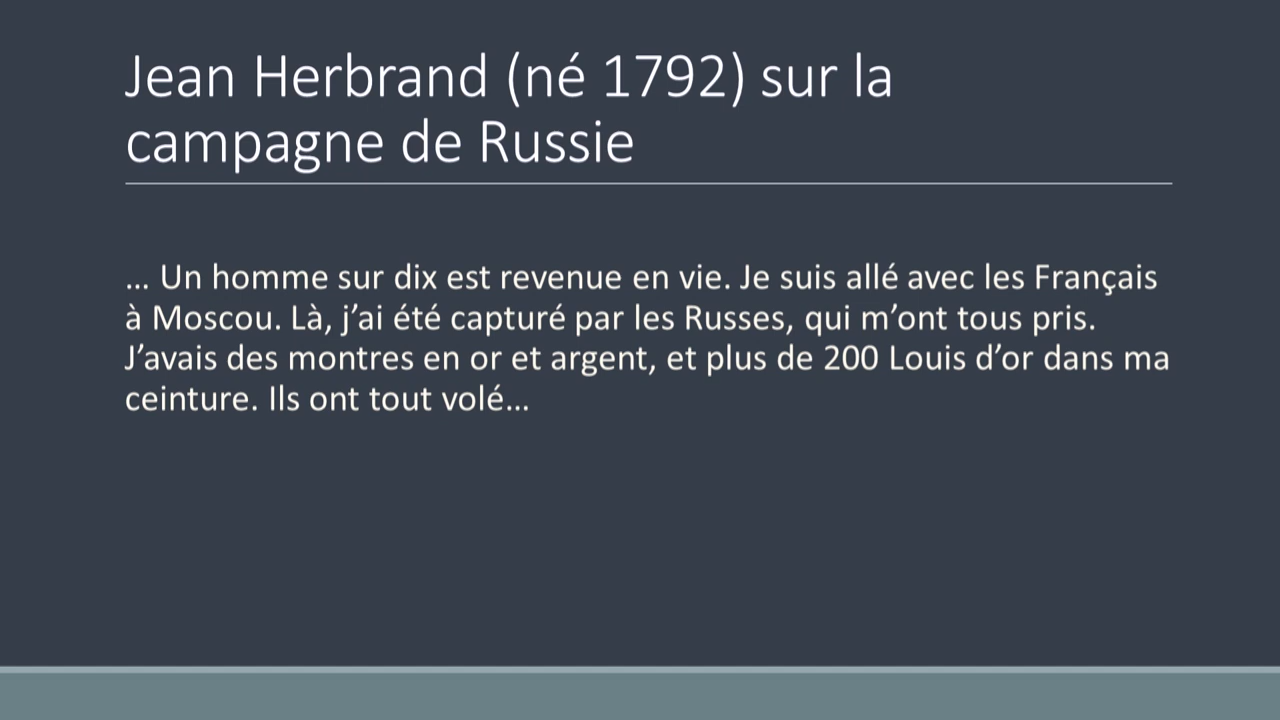 Jean Herbrand (né 1792) sur la
campagne de Russie
… Un homme sur dix est revenue en vie. Je suis allé avec les Français
à Moscou. Là, j’ai été capturé par les Russes, qui m’ont tous pris.
J’avais des montres en or et argent, et plus de 200 Louis d’or dans ma
ceinture. Ils ont tout volé…